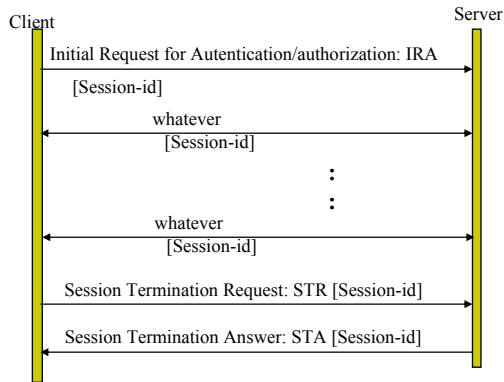 Client
Server
Initial Request for Autentication/authorization: IRA
[Session-id]
whatever
[Session-id]
:
:
whatever
[Session-id]
Session Termination Request: STR [Session-id]
Session Termination Answer: STA [Session-id]